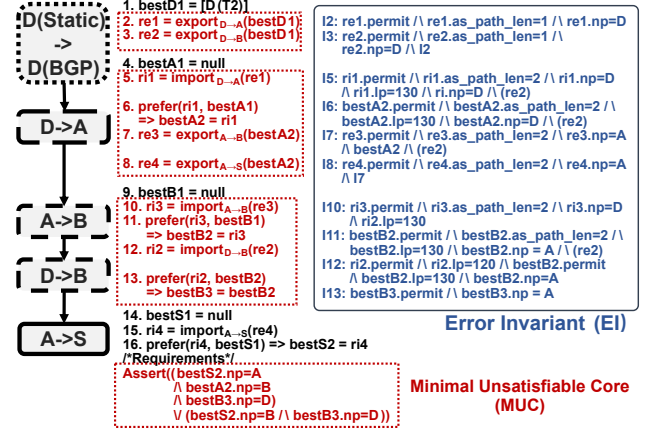 D(Static)
->
D(BGP)
D->A
A->B
D->B
A->S
1. bestD1 = [D (T2)]
2. re1 = export D→A(bestD1)
3. re2 = export D→B(bestD1)
4. bestA1 = null
5. ri1 = import D→A(re1)
6. prefer(ri1, bestA1)
=> bestA2 = ri1
7. re3 = export A→B(bestA2)
8. re4 = export A→S(bestA2)
9. bestB1 = null
10. ri3 = import A→B(re3)
11. prefer(ri3, bestB1)
=> bestB2 = ri3
12. ri2 = import D→B(re2)
13. prefer(ri2, bestB2)
=> bestB3 = bestB2
14. bestS1 = null
15. ri4 = import A→S(re4)
16. prefer(ri4, bestS1) => bestS2 = ri4
/*Requirements*/
Assert((bestS2.np=A
/\ bestA2.np=B
/\ bestB3.np=D)
\/ (bestS2.np=B /\ bestB3.np=D))
I2: re1.permit /\ re1.as_path_len=1 /\ re1.np=D
I3: re2.permit /\ re2.as_path_len=1 /\
re2.np=D /\ I2
I5: ri1.permit /\ ri1.as_path_len=2 /\ ri1.np=D
/\ ri1.lp=130 /\ ri.np=D /\ (re2)
I6: bestA2.permit /\ bestA2.as_path_len=2 /\
bestA2.lp=130 /\ bestA2.np=D /\ (re2)
I7: re3.permit /\ re3.as_path_len=2 /\ re3.np=A
/\ bestA2 /\ (re2)
I8: re4.permit /\ re4.as_path_len=2 /\ re4.np=A
/\ I7
I10: ri3.permit /\ ri3.as_path_len=2 /\ ri3.np=D
/\ ri2.lp=130
I11: bestB2.permit /\ bestB2.as_path_len=2 /\
bestB2.lp=130 /\ bestB2.np = A /\ (re2)
I12: ri2.permit /\ ri2.lp=120 /\ bestB2.permit
/\ bestB2.lp=130 /\ bestB2.np=A
I13: bestB3.permit /\ bestB3.np = A
Error Invariant (EI)
Minimal Unsatisfiable Core
(MUC)